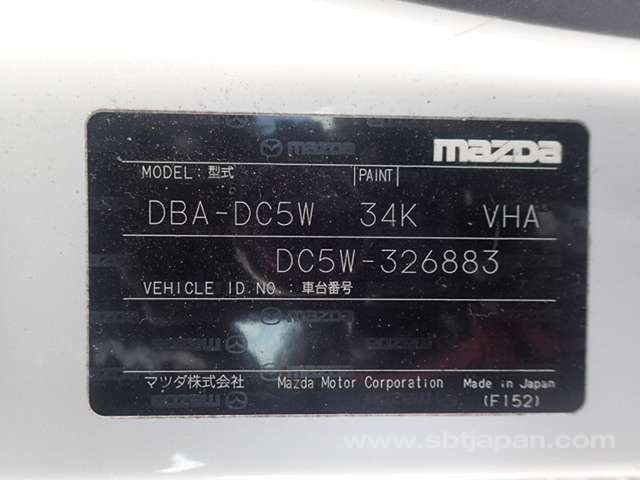 mazda
mazda
MODEL: 型式 PAINT
DBA-DC5W 34K VHA
DC5W-326883
VEHICLE ID NO.: 車台番号
マツダ株式会社 Mazda Motor Corporation Made in Japan
(F152)
www.sbtjapan.com